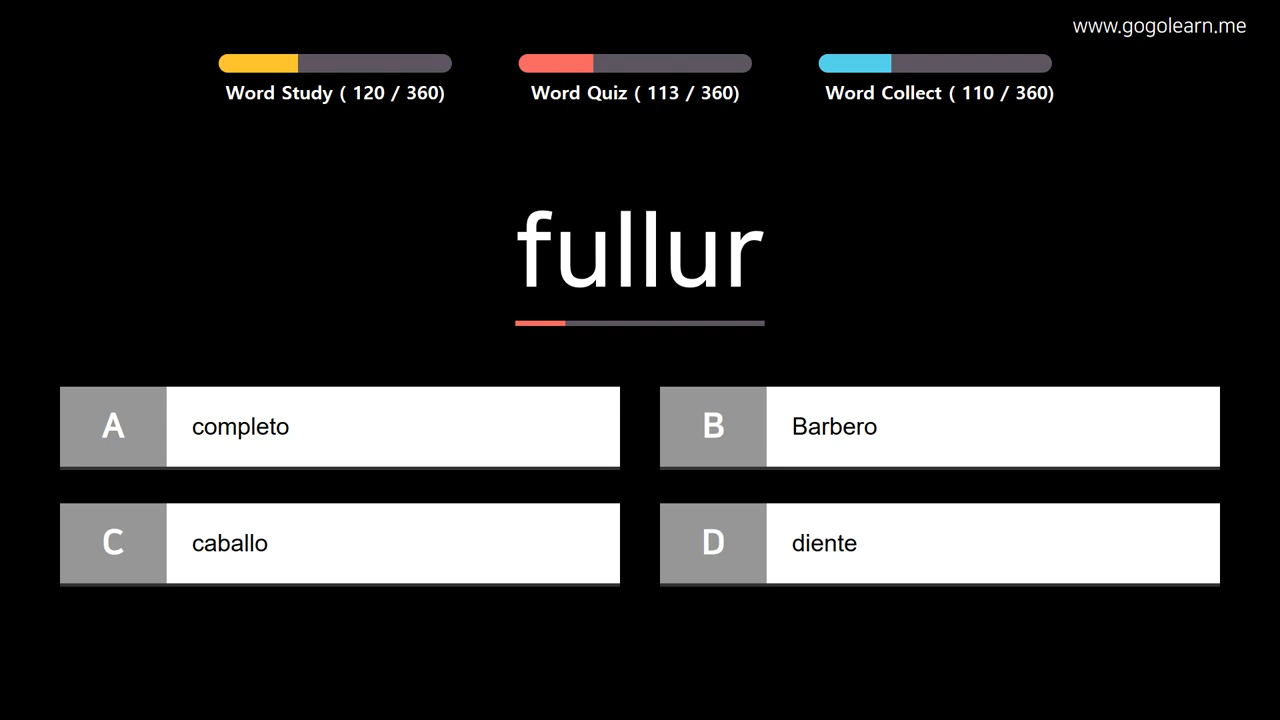 www.gogolearn.me
Word Study ( 120 / 360)
Word Quiz ( 113 / 360)
Word Collect ( 110 / 360)
fullur
A
completo
B
Barbero
C
caballo
D
diente